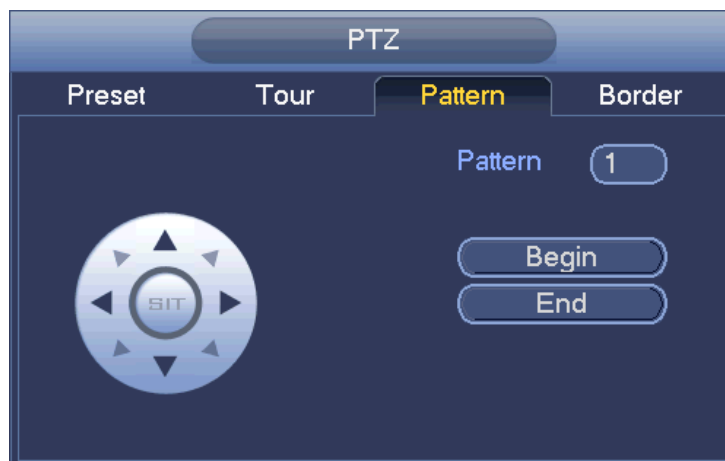 PTZ
Preset Tour Pattern Border
Pattern 1
SIT
Begin
End